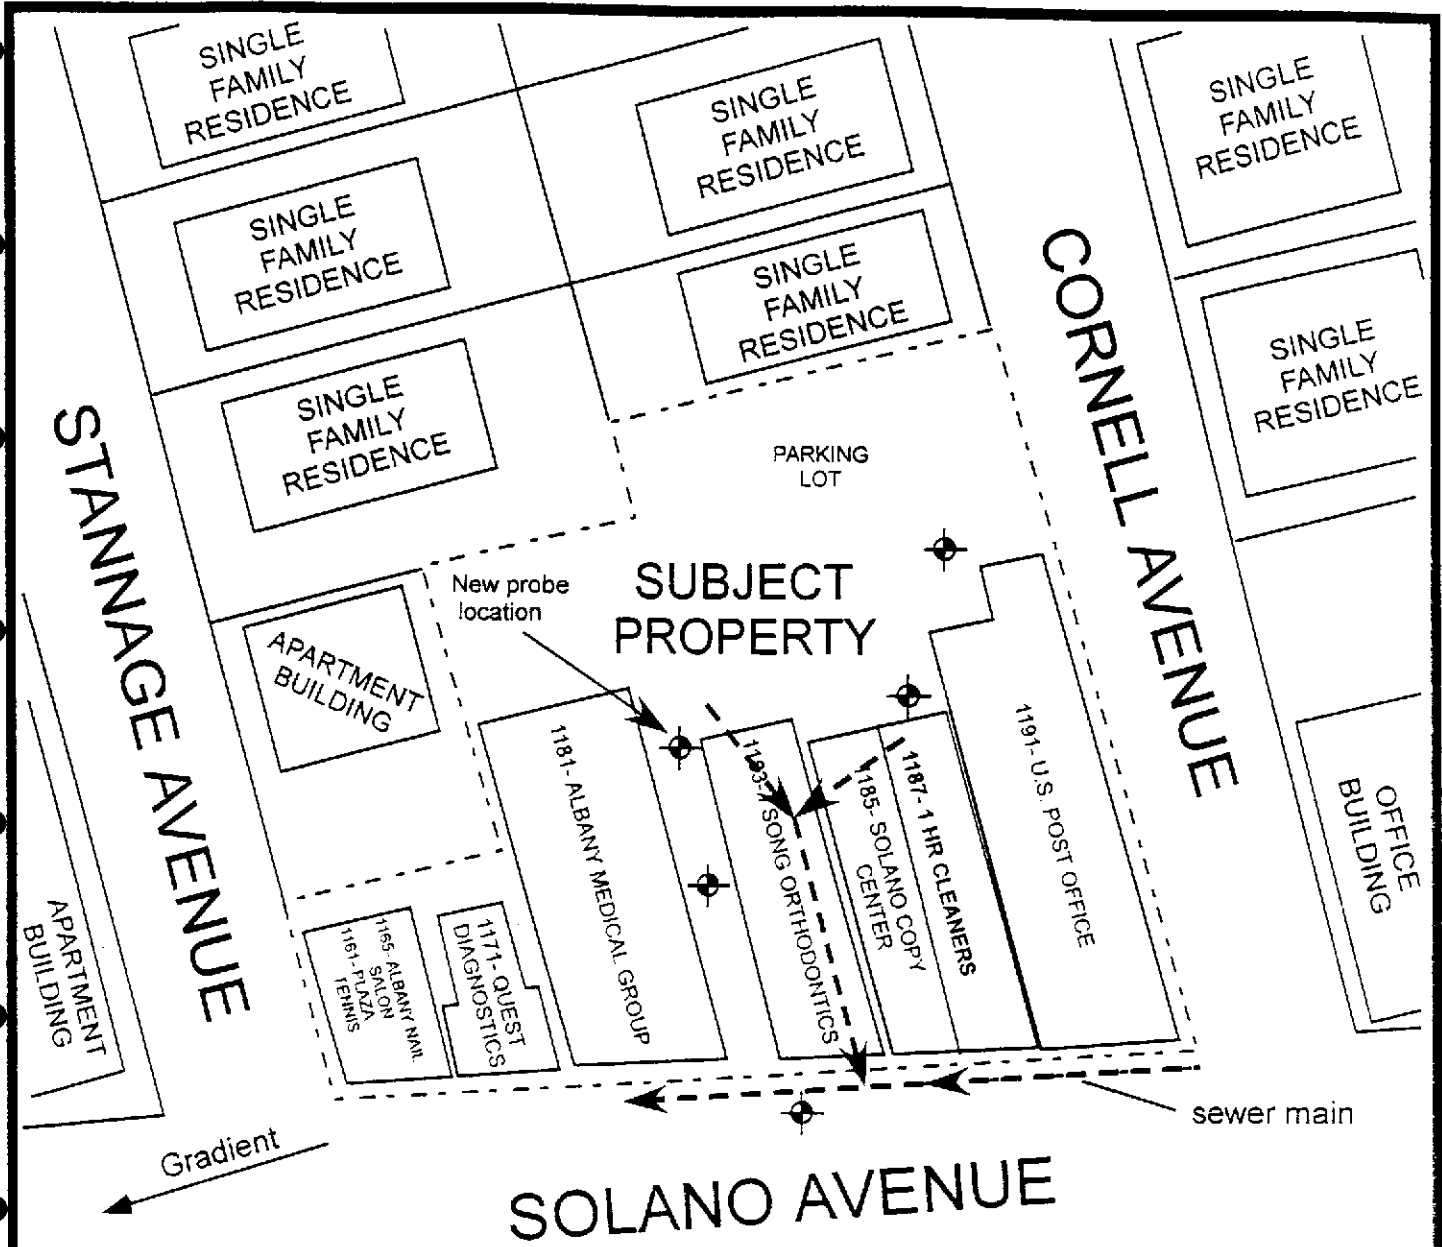 SINGLE
FAMILY
RESIDENCE
SINGLE
FAMILY
RESIDENCE
SINGLE
FAMILY
RESIDENCE
SINGLE
FAMILY
RESIDENCE
SINGLE
FAMILY
RESIDENCE
SINGLE
FAMILY
RESIDENCE
SINGLE
FAMILY
RESIDENCE
CORNELL AVENUE
STANNAGE AVENUE
PARKING
LOT
SUBJECT
PROPERTY
New probe
location
APARTMENT
BUILDING
1181- ALBANY MEDICAL GROUP
SONG ORTHODONTICS
1185- SOLANO COPY
CENTER
1187- 1 HR CLEANERS
1191- U.S. POST OFFICE
OFFICE
BUILDING
APARTMENT
BUILDING
1161- PLAZA
TENNIS
1165- ALBANY NAIL
SALON
1171- QUEST
DIAGNOSTICS
sewer main
Gradient
SOLANO AVENUE